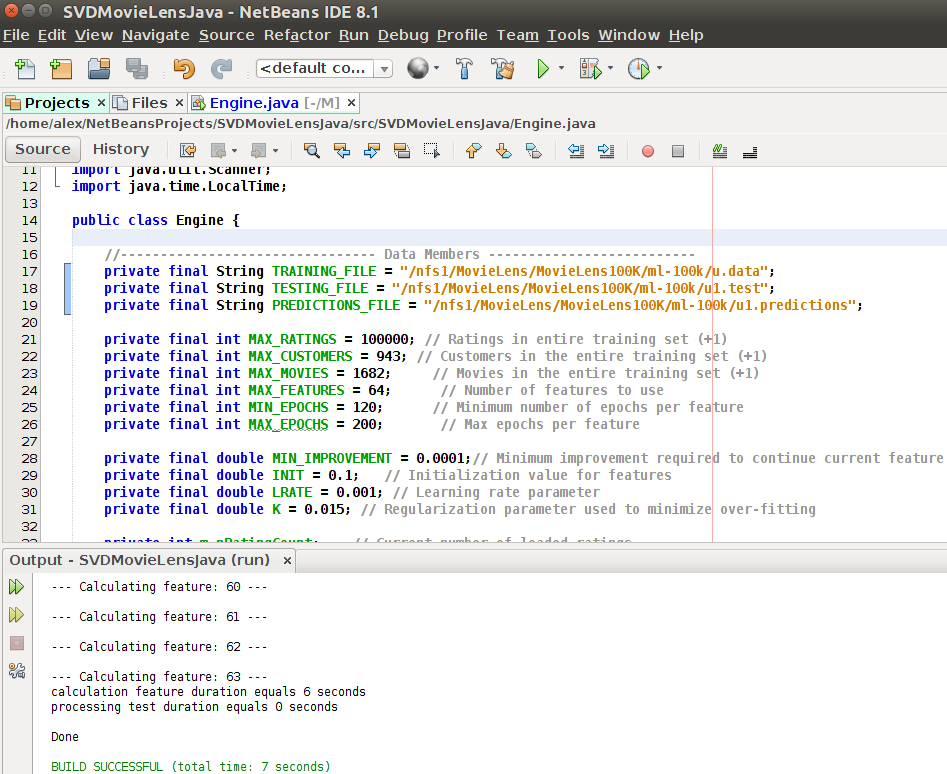 SVDMovieLensJava - NetBeans IDE 8.1
File Edit View Navigate Source Refactor Run Debug Profile Team Tools Window Help
<default co...
Projects × Files × Engine.java [-/M] ×
/home/alex/NetBeansProjects/SVDMovieLensJava/src/SVDMovieLensJava/Engine.java
Source History
11 import java.util.Scanner;
12 import java.time.LocalTime;
13
14 public class Engine {
15
16 //-------------------------------- Data Members --------------------------
17 private final String TRAINING_FILE = "/nfs1/MovieLens/MovieLens100K/ml-100k/u.data";
18 private final String TESTING_FILE = "/nfs1/MovieLens/MovieLens100K/ml-100k/u1.test";
19 private final String PREDICTIONS_FILE = "/nfs1/MovieLens/MovieLens100K/ml-100k/u1.predictions";
20
21 private final int MAX_RATINGS = 100000; // Ratings in entire training set (+1)
22 private final int MAX_CUSTOMERS = 943; // Customers in the entire training set (+1)
23 private final int MAX_MOVIES = 1682; // Movies in the entire training set (+1)
24 private final int MAX_FEATURES = 64; // Number of features to use
25 private final int MIN_EPOCHS = 120; // Minimum number of epochs per feature
26 private final int MAX_EPOCHS = 200; // Max epochs per feature
27
28 private final double MIN_IMPROVEMENT = 0.0001;// Minimum improvement required to continue current feature
29 private final double INIT = 0.1; // Initialization value for features
30 private final double LRATE = 0.001; // Learning rate parameter
31 private final double K = 0.015; // Regularization parameter used to minimize over-fitting
32
33 private int m_nRatingCount; // Current number of loaded ratings
Output - SVDMovieLensJava (run) ×
--- Calculating feature: 60 ---
--- Calculating feature: 61 ---
--- Calculating feature: 62 ---
--- Calculating feature: 63 ---
calculation feature duration equals 6 seconds
processing test duration equals 0 seconds
Done
BUILD SUCCESSFUL (total time: 7 seconds)